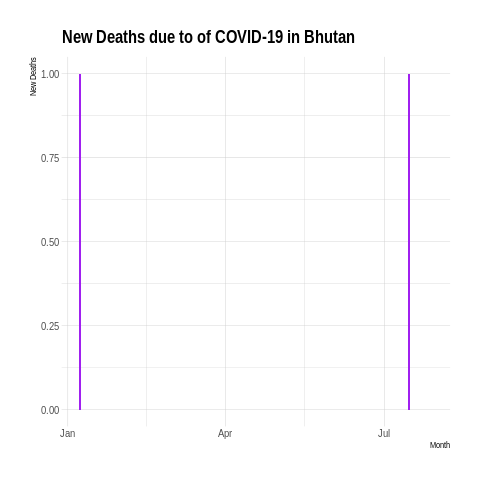 New Deaths due to of COVID-19 in Bhutan
New Deaths
1.00
0.75
0.50
0.25
0.00
Jan Apr Jul
Month